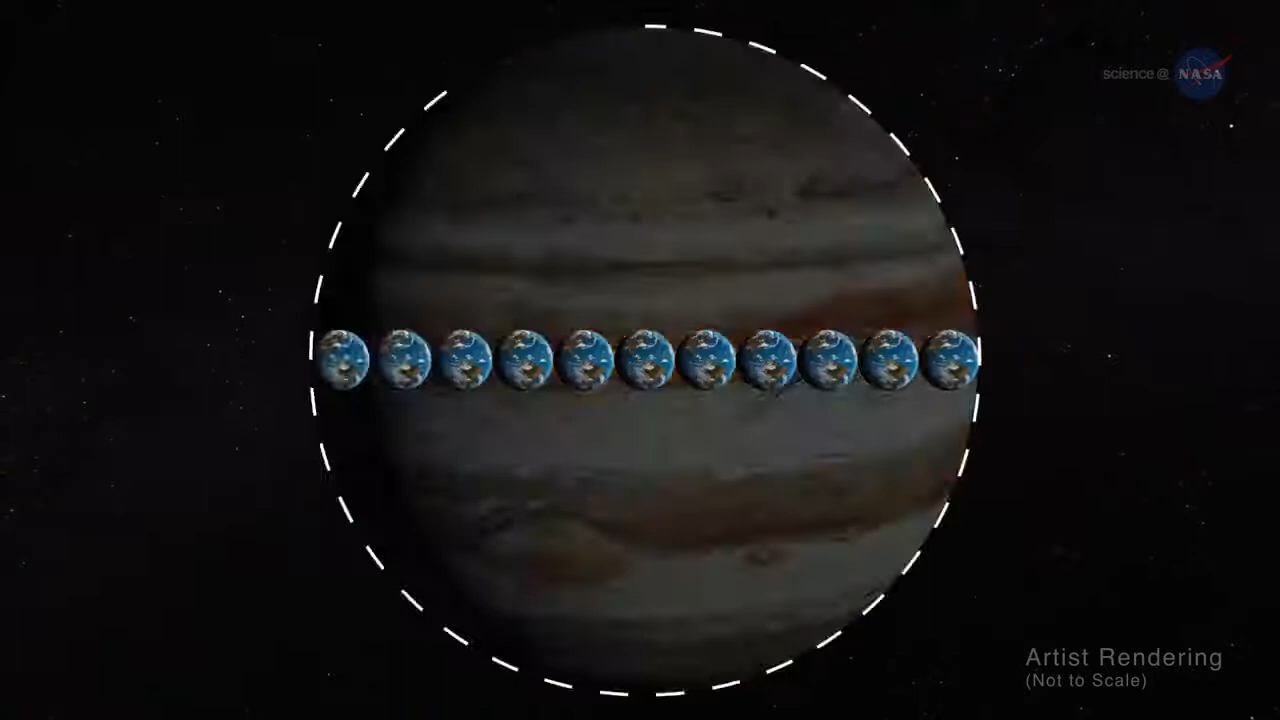 science@ NASA
Artist Rendering
(Not to Scale)